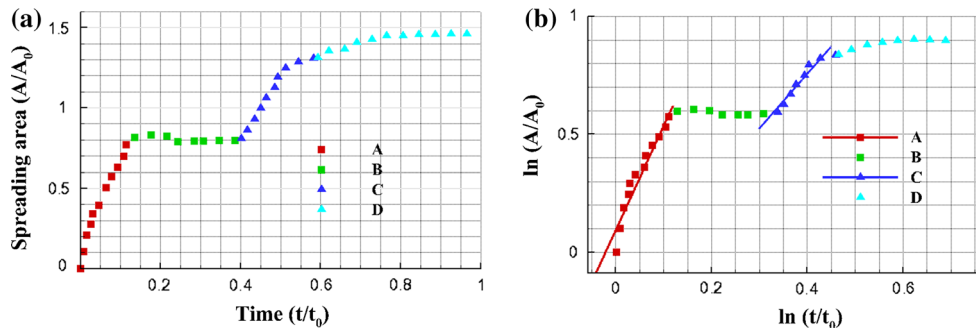 (a)
Spreading area (A/A0)
1.5
1
0.5
0
A
B
C
D
0.2
0.4
0.6
0.8
1
Time (t/t0)
(b)
ln (A/A0)
1
0.5
0
A
B
C
D
0
0.2
0.4
0.6
ln (t/t0)